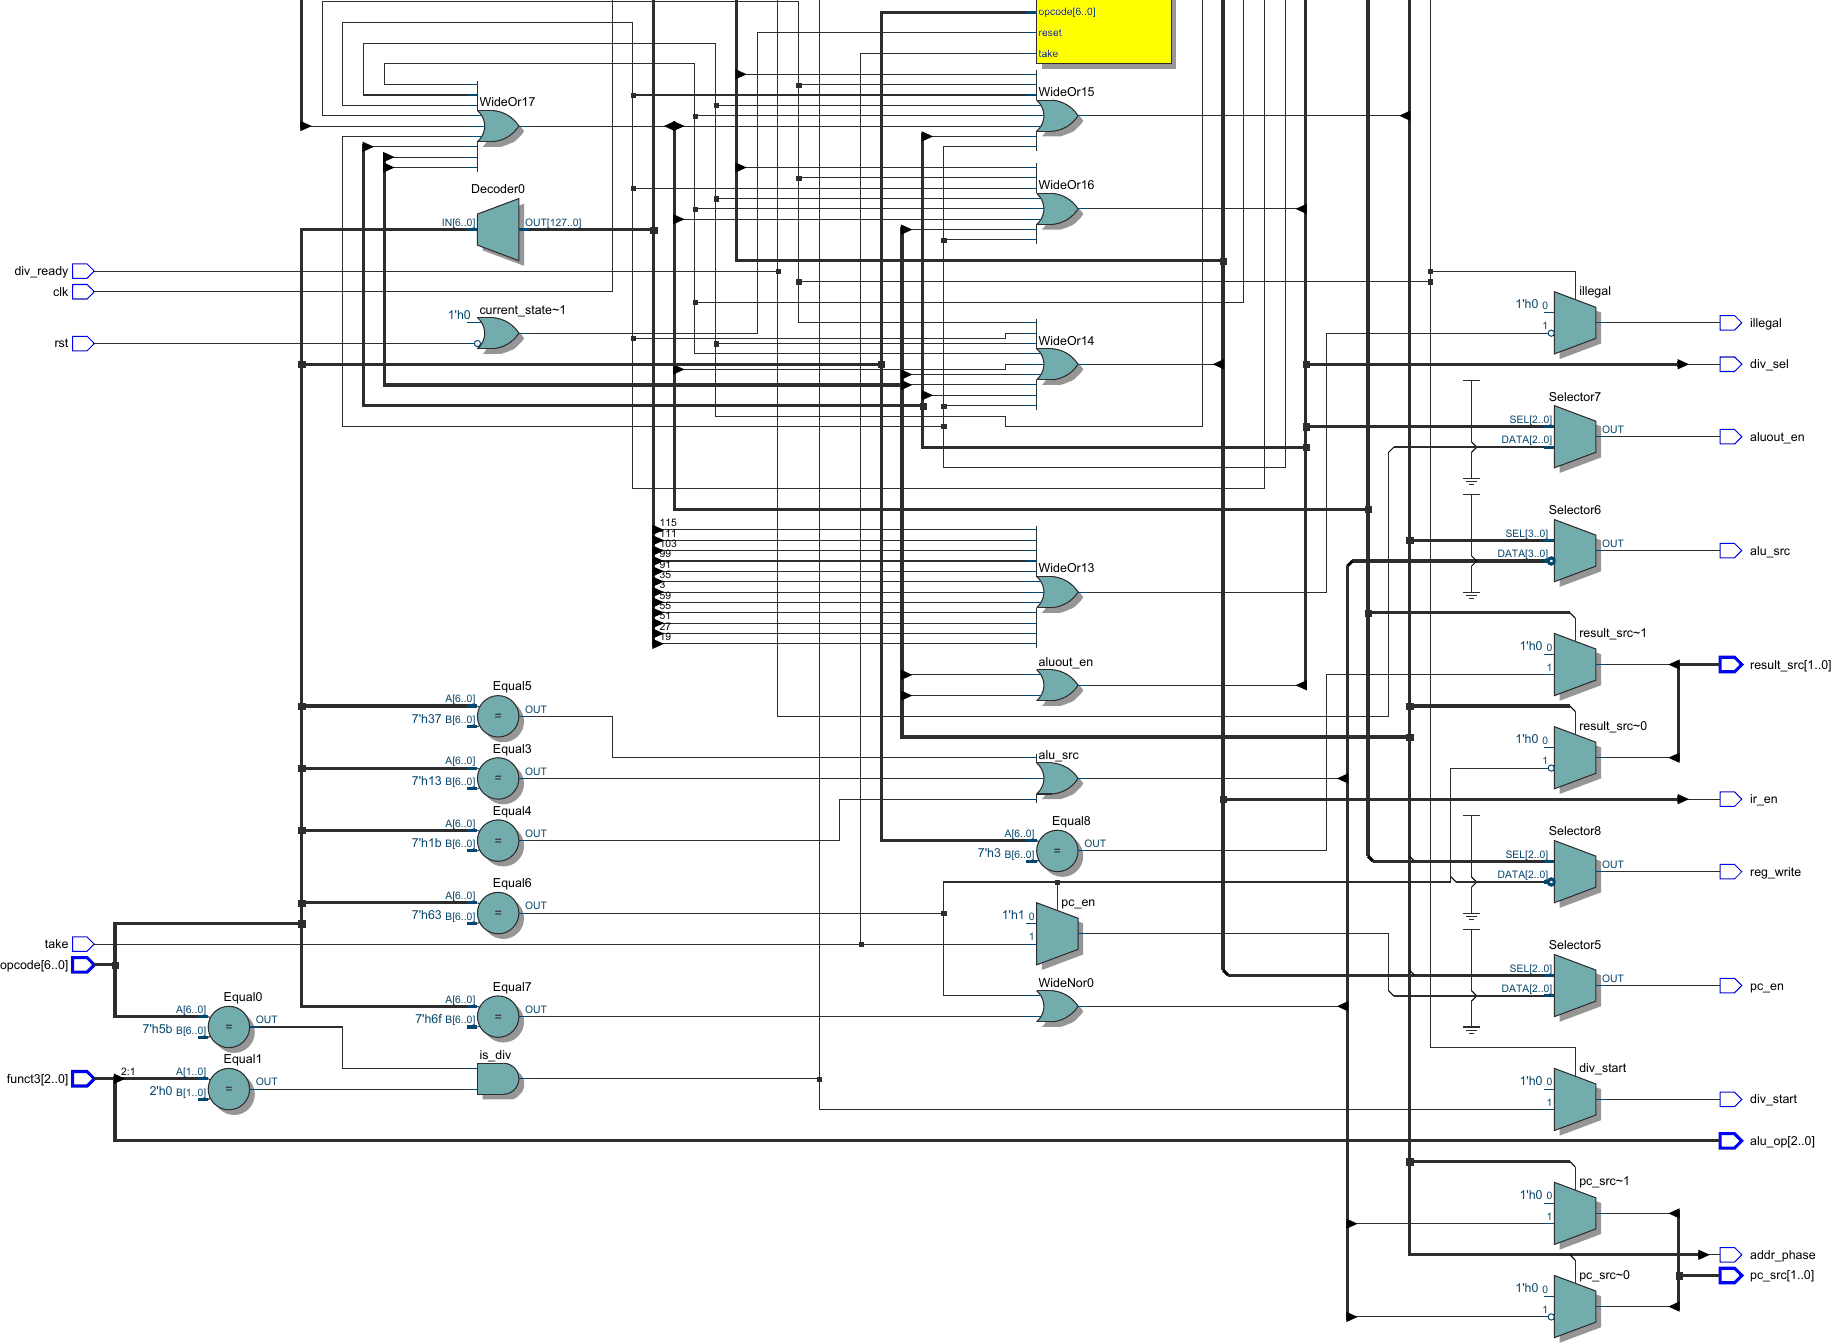 opcode[6..0]
reset
take
WideOr17
WideOr15
WideOr16
Decoder0
IN[6..0]
OUT[127..0]
div_ready
clk
1'h0
current_state~1
rst
WideOr14
illegal
1'h0 0
1
illegal
div_sel
Selector7
SEL[2..0]
DATA[2..0]
OUT
aluout_en
Selector6
SEL[3..0]
DATA[3..0]
OUT
alu_src
115
111
103
99
91
35
3
59
55
51
27
19
WideOr13
result_src~1
1'h0 0
1
result_src[1..0]
aluout_en
Equal5
A[6..0]
7'h37 B[6..0]
=
OUT
result_src~0
1'h0 0
1
Equal3
A[6..0]
7'h13 B[6..0]
=
OUT
alu_src
ir_en
Equal4
A[6..0]
7'h1b B[6..0]
=
OUT
Equal8
A[6..0]
7'h3 B[6..0]
=
OUT
Selector8
SEL[2..0]
DATA[2..0]
OUT
reg_write
Equal6
A[6..0]
7'h63 B[6..0]
=
OUT
pc_en
1'h1 0
1
take
opcode[6..0]
Selector5
SEL[2..0]
DATA[2..0]
OUT
pc_en
Equal7
A[6..0]
7'h6f B[6..0]
=
OUT
WideNor0
Equal0
A[6..0]
7'h5b B[6..0]
=
OUT
is_div
funct3[2..0]
2:1
Equal1
A[1..0]
2'h0 B[1..0]
=
OUT
div_start
1'h0 0
1
div_start
alu_op[2..0]
pc_src~1
1'h0 0
1
addr_phase
pc_src[1..0]
pc_src~0
1'h0 0
1